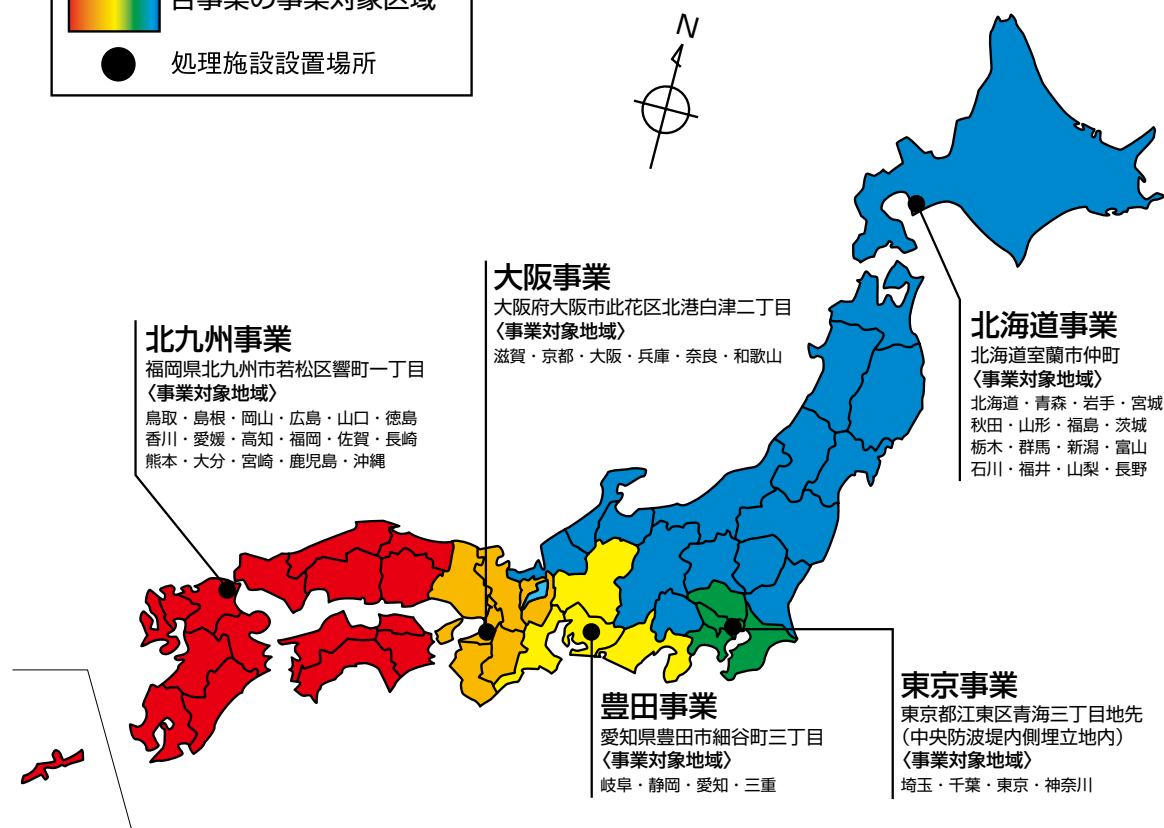 各事業の事業対象区域
処理施設設置場所
N
大阪事業
大阪府大阪市此花区北港白津二丁目
〈事業対象地域〉
滋賀・京都・大阪・兵庫・奈良・和歌山
北九州事業
福岡県北九州市若松区響町一丁目
〈事業対象地域〉
鳥取・島根・岡山・広島・山口・徳島
香川・愛媛・高知・福岡・佐賀・長崎
熊本・大分・宮崎・鹿児島・沖縄
北海道事業
北海道室蘭市仲町
〈事業対象地域〉
北海道・青森・岩手・宮城
秋田・山形・福島・茨城
栃木・群馬・新潟・富山
石川・福井・山梨・長野
豊田事業
愛知県豊田市細谷町三丁目
〈事業対象地域〉
岐阜・静岡・愛知・三重
東京事業
東京都江東区青海三丁目地先
（中央防波堤内側埋立地内）
〈事業対象地域〉
埼玉・千葉・東京・神奈川